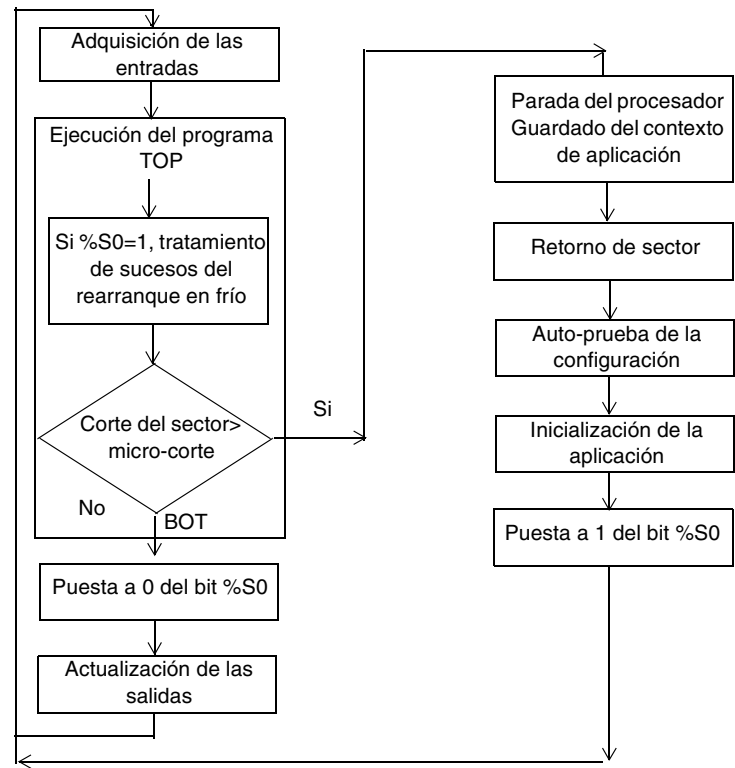 Adquisición de las
entradas
Ejecución del programa
TOP
Si %S0=1, tratamiento
de sucesos del
rearranque en frío
Corte del sector>
micro-corte
Si
No
BOT
Puesta a 0 del bit %S0
Actualización de las
salidas
Parada del procesador
Guardado del contexto
de aplicación
Retorno de sector
Auto-prueba de la
configuración
Inicialización de la
aplicación
Puesta a 1 del bit %S0